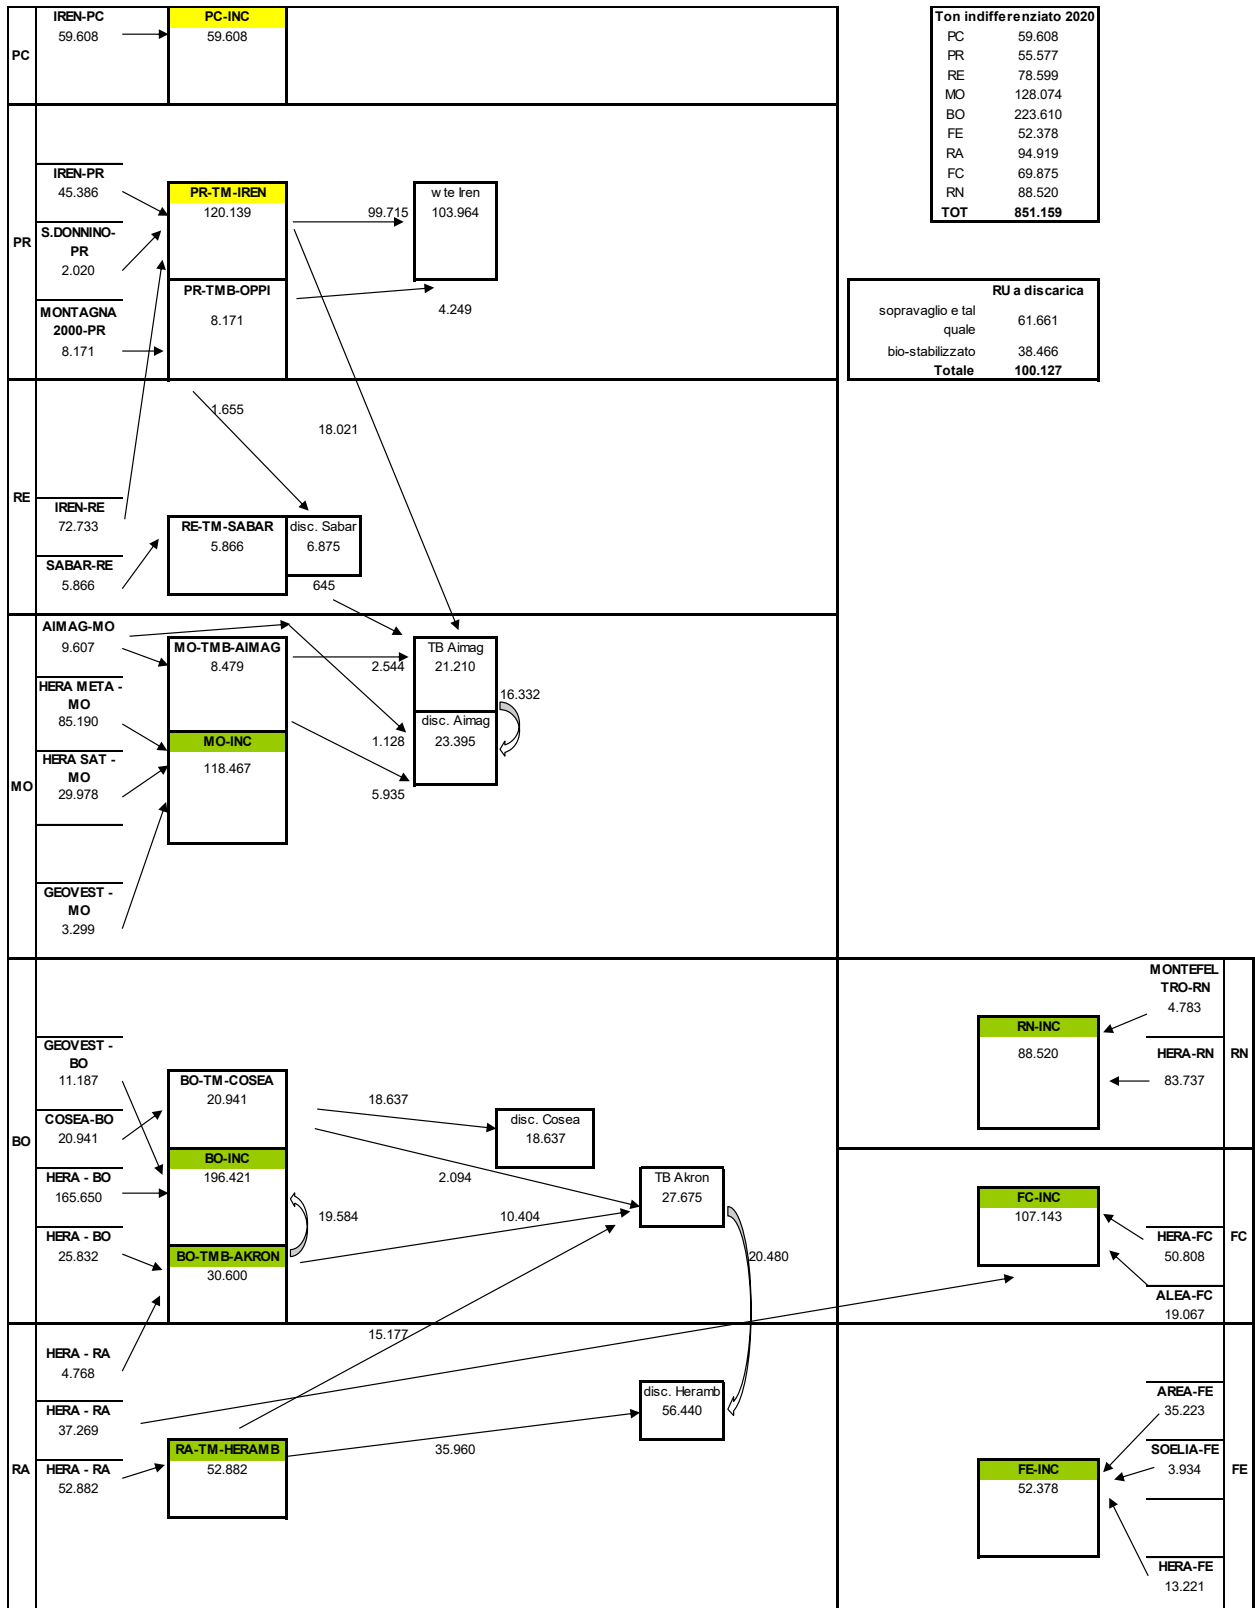 PC
IREN-PC
59.608
PC-INC
59.608
Ton indifferenziato 2020
PC 59.608
PR 55.577
RE 78.599
MO 128.074
BO 223.610
FE 52.378
RA 94.919
FC 69.875
RN 88.520
TOT 851.159
PR
IREN-PR
45.386
S.DONNINO-
PR
2.020
MONTAGNA
2000-PR
8.171
PR-TM-IREN
120.139
PR-TMB-OPPI
8.171
99.715
wte Iren
103.964
4.249
RU a discarica
sopravaglio e tal
quale
61.661
bio-stabilizzato 38.466
Totale 100.127
RE
1.655
18.021
IREN-RE
72.733
SABAR-RE
5.866
RE-TM-SABAR
5.866
disc. Sabar
6.875
645
MO
AIMAG-MO
9.607
HERA META -
MO
85.190
HERA SAT -
MO
29.978
GEOVEST -
MO
3.299
MO-TMB-AIMAG
8.479
MO-INC
118.467
2.544
1.128
5.935
TB Aimag
21.210
16.332
disc. Aimag
23.395
BO
GEOVEST -
BO
11.187
COSEA-BO
20.941
HERA - BO
165.650
HERA - BO
25.832
BO-TM-COSEA
20.941
BO-INC
196.421
BO-TMB-AKRON
30.600
18.637
disc. Cosea
18.637
2.094
19.584
10.404
TB Akron
27.675
20.480
MONTEFEL
TRO-RN
4.783
RN-INC
88.520
HERA-RN
83.737
RN
FC-INC
107.143
HERA-FC
50.808
ALEA-FC
19.067
FC
RA
HERA - RA
4.768
HERA - RA
37.269
HERA - RA
52.882
15.177
RA-TM-HERAMB
52.882
35.960
disc. Heramb
56.440
AREA-FE
35.223
SOELIA-FE
3.934
FE-INC
52.378
HERA-FE
13.221
FE